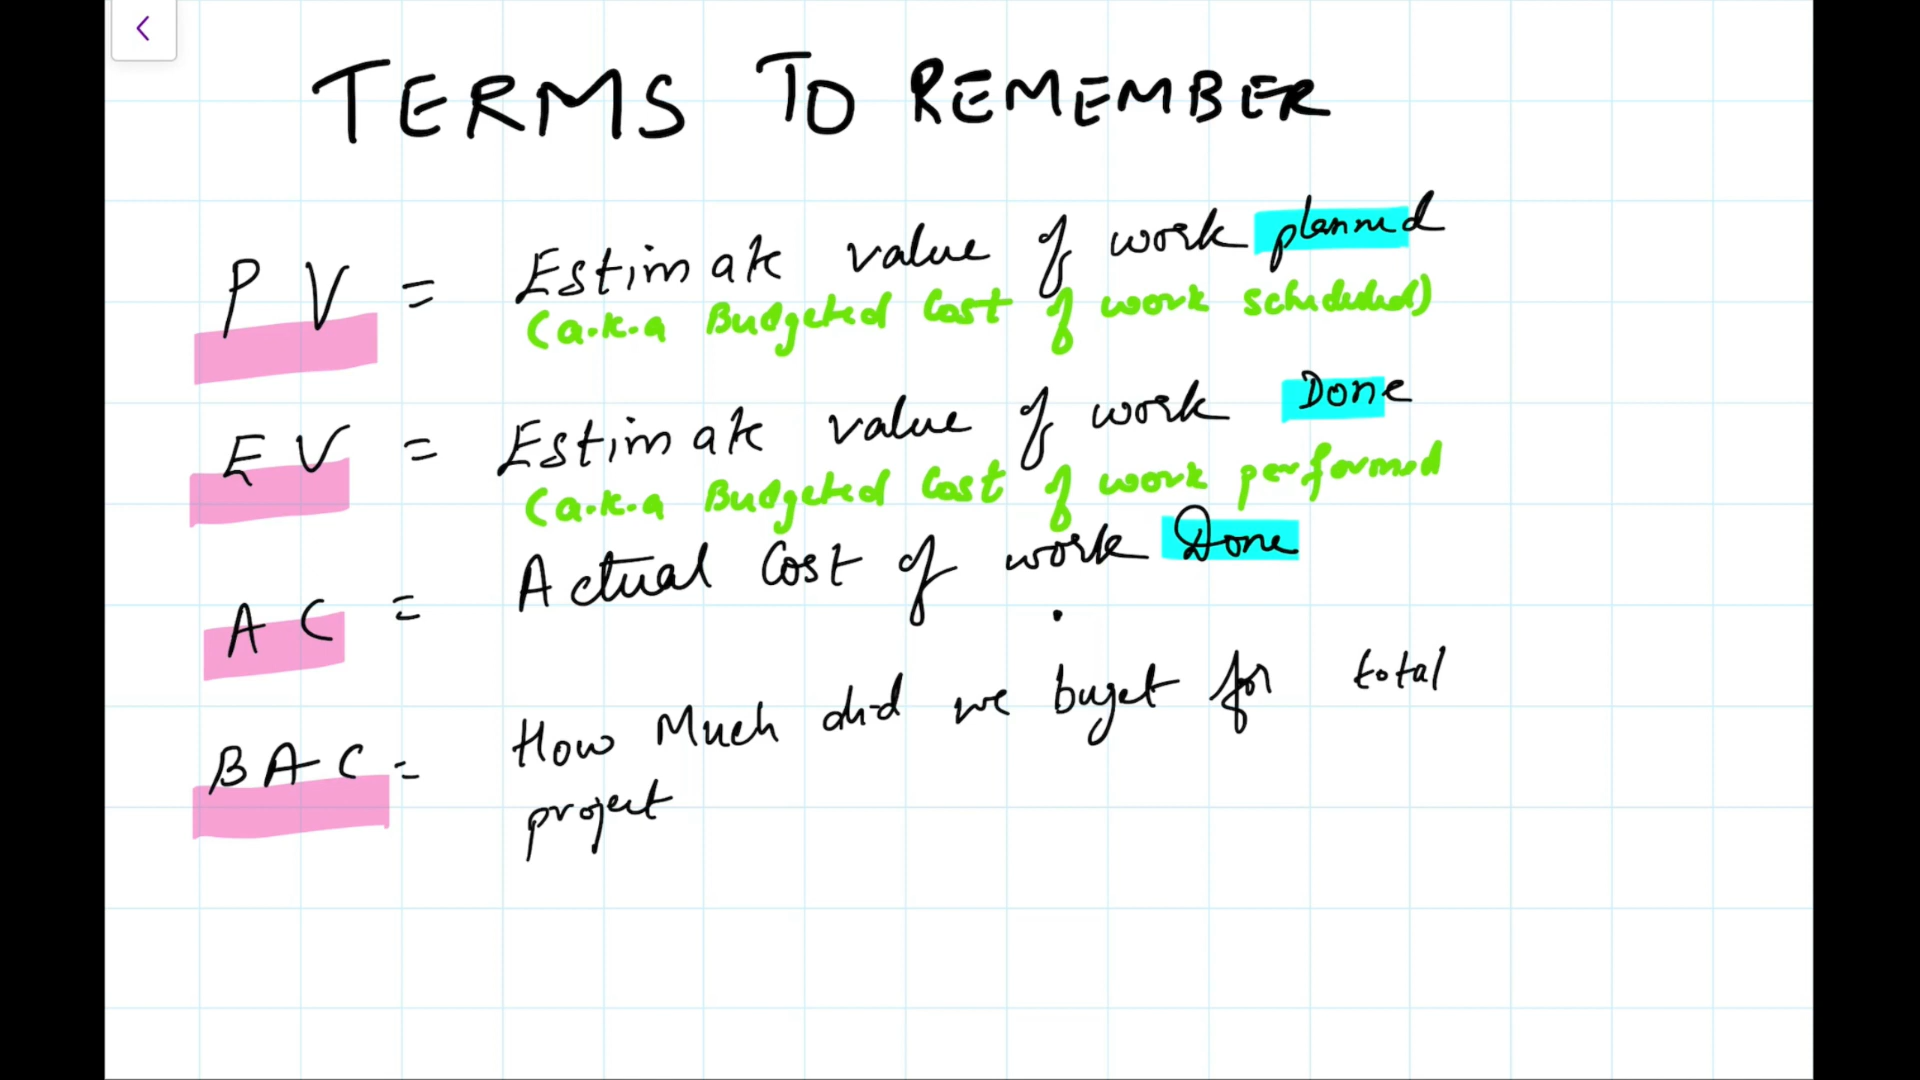 TERMS TO REMEMBER
PV = Estimate value of work planned
(a.k.a Budgeted Cost of work scheduled)
EV = Estimate value of work Done
(a.k.a Budgeted Cost of work performed
AC = Actual Cost of work Done
BAC = How Much did we buget for total
project